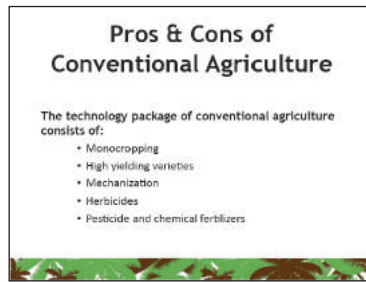 Pros & Cons of
Conventional Agriculture
The technology package of conventional agriculture
consists of:
• Monocropping
• High yielding varieties
• Mechanization
• Herbicides
• Pesticide and chemical fertilizers